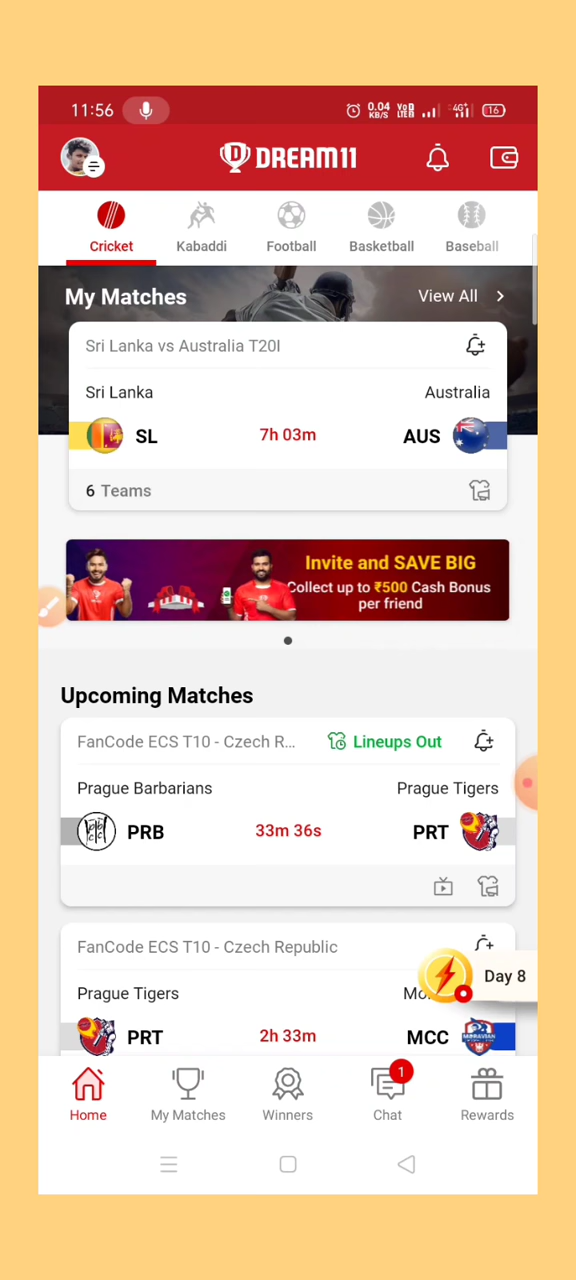 11:56
0.04 KB/S VoD LTE 4G+ 16
DREAM11
Cricket Kabaddi Football Basketball Baseball
My Matches View All
Sri Lanka vs Australia T20I
Sri Lanka Australia
SL 7h 03m AUS
6 Teams
Invite and SAVE BIG
Collect up to ₹500 Cash Bonus
per friend
Upcoming Matches
FanCode ECS T10 - Czech R... Lineups Out
Prague Barbarians Prague Tigers
PRB 33m 36s PRT
FanCode ECS T10 - Czech Republic
Day 8
Prague Tigers
PRT 2h 33m MCC
1
Home My Matches Winners Chat Rewards